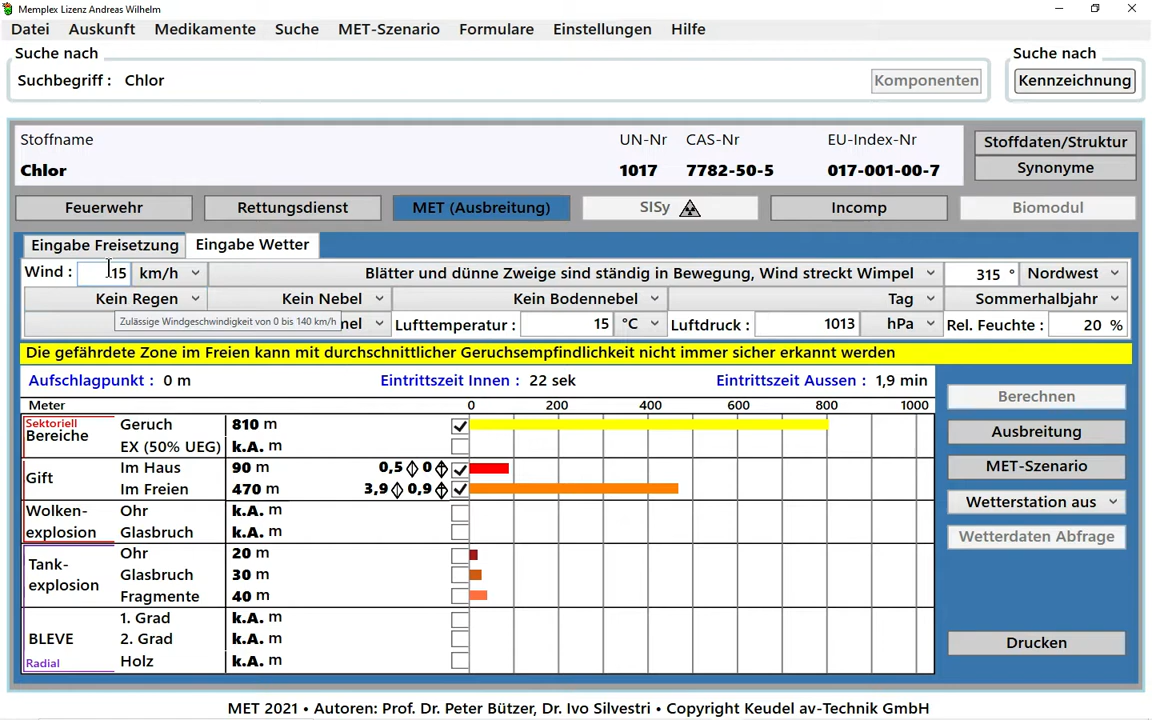 Memplex Lizenz Andreas Wilhelm
Datei Auskunft Medikamente Suche MET-Szenario Formulare Einstellungen Hilfe
Suche nach Suche nach
Suchbegriff : Chlor Komponenten Kennzeichnung
Stoffname UN-Nr CAS-Nr EU-Index-Nr Stoffdaten/Struktur
Chlor 1017 7782-50-5 017-001-00-7 Synonyme
Feuerwehr Rettungsdienst MET (Ausbreitung) SISy Incomp Biomodul
Eingabe Freisetzung Eingabe Wetter
Wind : 15 km/h Blätter und dünne Zweige sind ständig in Bewegung, Wind streckt Wimpel 315 ° Nordwest
Kein Regen Kein Nebel Kein Bodennebel Tag Sommerhalbjahr
Zulässige Windgeschwindigkeit von 0 bis 140 km/h
mel Lufttemperatur : 15 °C Luftdruck : 1013 hPa Rel. Feuchte : 20 %
Die gefährdete Zone im Freien kann mit durchschnittlicher Geruchsempfindlichkeit nicht immer sicher erkannt werden
Aufschlagpunkt : 0 m Eintrittszeit Innen : 22 sek Eintrittszeit Aussen : 1,9 min
Berechnen
Meter 0 200 400 600 800 1000
Sektoriell
Bereiche Geruch 810 m
Ausbreitung
EX (50% UEG) k.A. m
Gift Im Haus 90 m 0,5 0
MET-Szenario
Im Freien 470 m 3,9 0,9
Wetterstation aus
Wolken-
explosion Ohr k.A. m
Glasbruch k.A. m
Wetterdaten Abfrage
Tank-
explosion Ohr 20 m
Glasbruch 30 m
Fragmente 40 m
BLEVE 1. Grad k.A. m
2. Grad k.A. m
Radial Holz k.A. m
Drucken
MET 2021 • Autoren: Prof. Dr. Peter Bützer, Dr. Ivo Silvestri • Copyright Keudel av-Technik GmbH